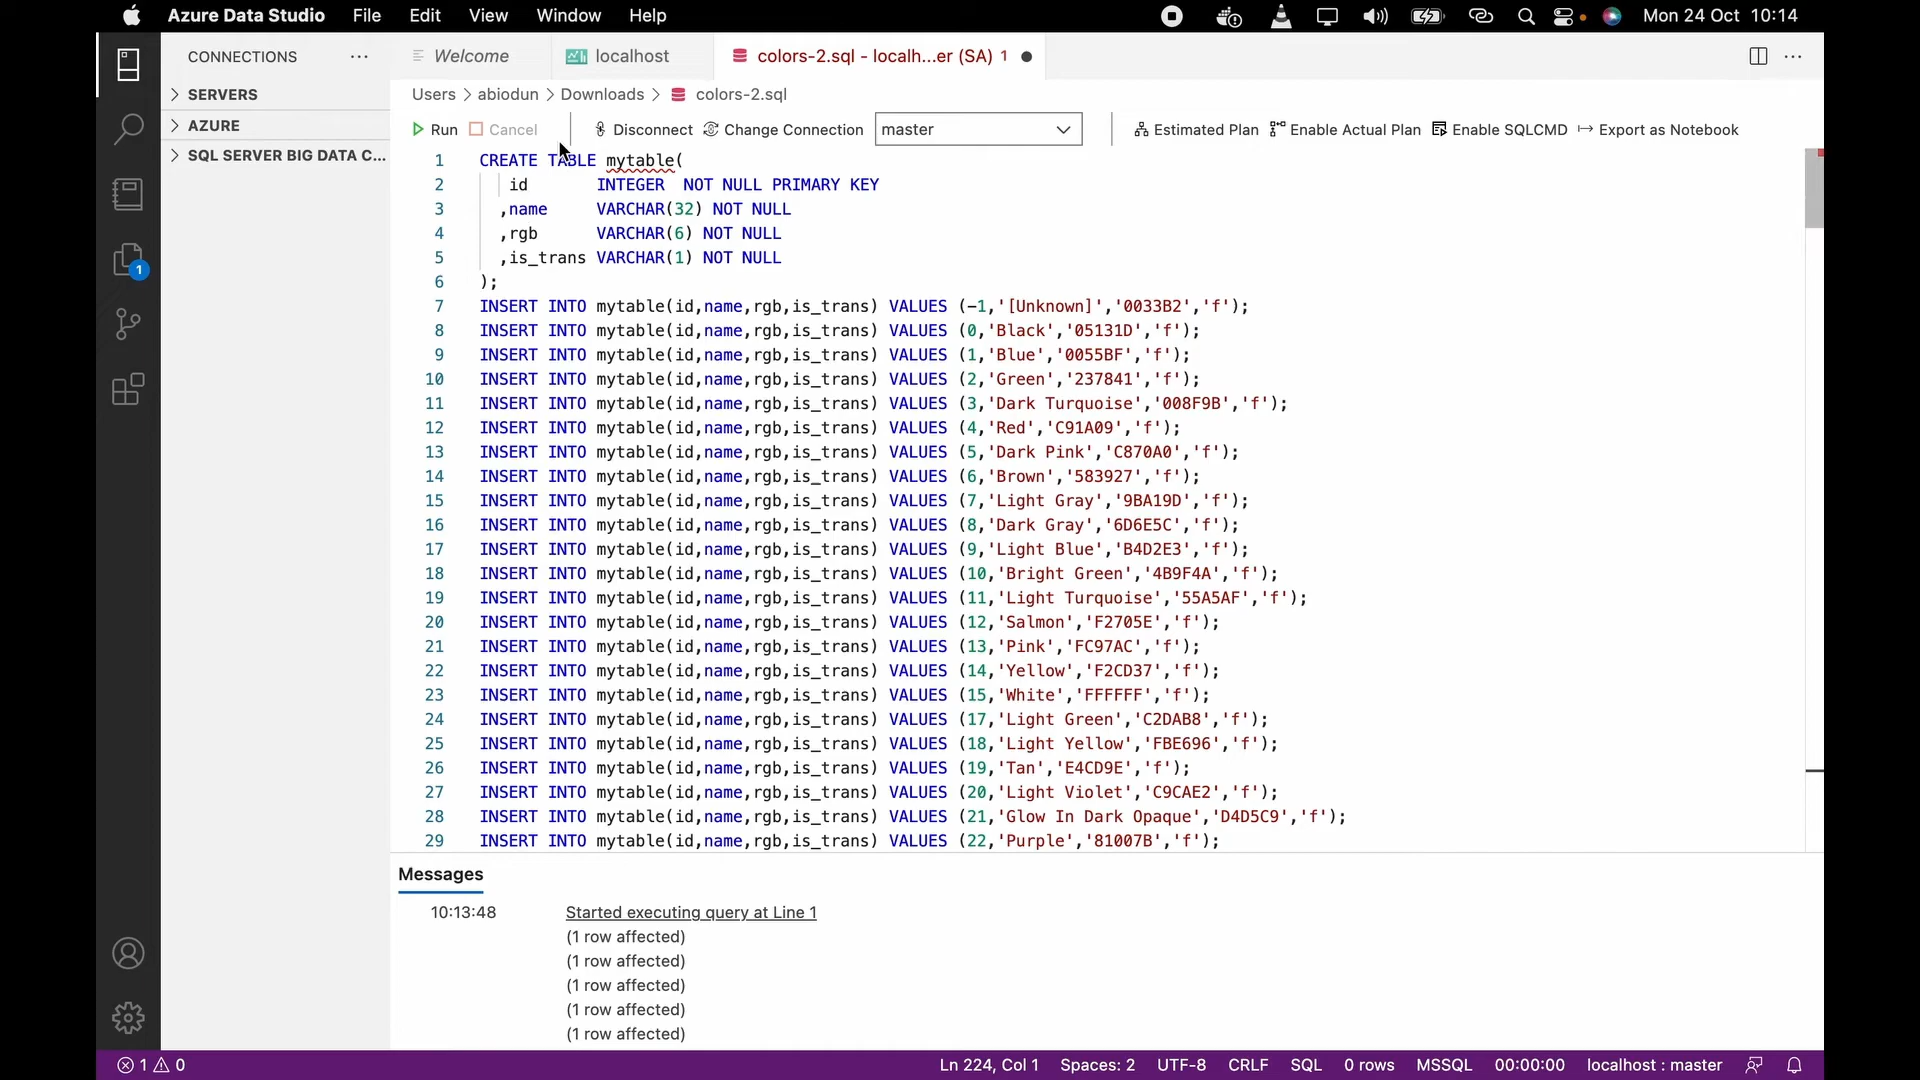 Azure Data Studio File Edit View Window Help Mon 24 Oct 10:14
CONNECTIONS ··· Welcome localhost colors-2.sql - localh...er (SA) 1 ● ···
SERVERS
AZURE
SQL SERVER BIG DATA C...
1
Users > abiodun > Downloads > colors-2.sql
Run Cancel Disconnect Change Connection master Estimated Plan Enable Actual Plan Enable SQLCMD Export as Notebook
1 CREATE TABLE mytable(
2 id INTEGER NOT NULL PRIMARY KEY
3 ,name VARCHAR(32) NOT NULL
4 ,rgb VARCHAR(6) NOT NULL
5 ,is_trans VARCHAR(1) NOT NULL
6 );
7 INSERT INTO mytable(id,name,rgb,is_trans) VALUES (-1,'[Unknown]','0033B2','f');
8 INSERT INTO mytable(id,name,rgb,is_trans) VALUES (0,'Black','05131D','f');
9 INSERT INTO mytable(id,name,rgb,is_trans) VALUES (1,'Blue','0055BF','f');
10 INSERT INTO mytable(id,name,rgb,is_trans) VALUES (2,'Green','237841','f');
11 INSERT INTO mytable(id,name,rgb,is_trans) VALUES (3,'Dark Turquoise','008F9B','f');
12 INSERT INTO mytable(id,name,rgb,is_trans) VALUES (4,'Red','C91A09','f');
13 INSERT INTO mytable(id,name,rgb,is_trans) VALUES (5,'Dark Pink','C870A0','f');
14 INSERT INTO mytable(id,name,rgb,is_trans) VALUES (6,'Brown','583927','f');
15 INSERT INTO mytable(id,name,rgb,is_trans) VALUES (7,'Light Gray','9BA19D','f');
16 INSERT INTO mytable(id,name,rgb,is_trans) VALUES (8,'Dark Gray','6D6E5C','f');
17 INSERT INTO mytable(id,name,rgb,is_trans) VALUES (9,'Light Blue','B4D2E3','f');
18 INSERT INTO mytable(id,name,rgb,is_trans) VALUES (10,'Bright Green','4B9F4A','f');
19 INSERT INTO mytable(id,name,rgb,is_trans) VALUES (11,'Light Turquoise','55A5AF','f');
20 INSERT INTO mytable(id,name,rgb,is_trans) VALUES (12,'Salmon','F2705E','f');
21 INSERT INTO mytable(id,name,rgb,is_trans) VALUES (13,'Pink','FC97AC','f');
22 INSERT INTO mytable(id,name,rgb,is_trans) VALUES (14,'Yellow','F2CD37','f');
23 INSERT INTO mytable(id,name,rgb,is_trans) VALUES (15,'White','FFFFFF','f');
24 INSERT INTO mytable(id,name,rgb,is_trans) VALUES (17,'Light Green','C2DAB8','f');
25 INSERT INTO mytable(id,name,rgb,is_trans) VALUES (18,'Light Yellow','FBE696','f');
26 INSERT INTO mytable(id,name,rgb,is_trans) VALUES (19,'Tan','E4CD9E','f');
27 INSERT INTO mytable(id,name,rgb,is_trans) VALUES (20,'Light Violet','C9CAE2','f');
28 INSERT INTO mytable(id,name,rgb,is_trans) VALUES (21,'Glow In Dark Opaque','D4D5C9','f');
29 INSERT INTO mytable(id,name,rgb,is_trans) VALUES (22,'Purple','81007B','f');
Messages
10:13:48 Started executing query at Line 1
(1 row affected)
(1 row affected)
(1 row affected)
(1 row affected)
(1 row affected)
1 0 Ln 224, Col 1 Spaces: 2 UTF-8 CRLF SQL 0 rows MSSQL 00:00:00 localhost : master